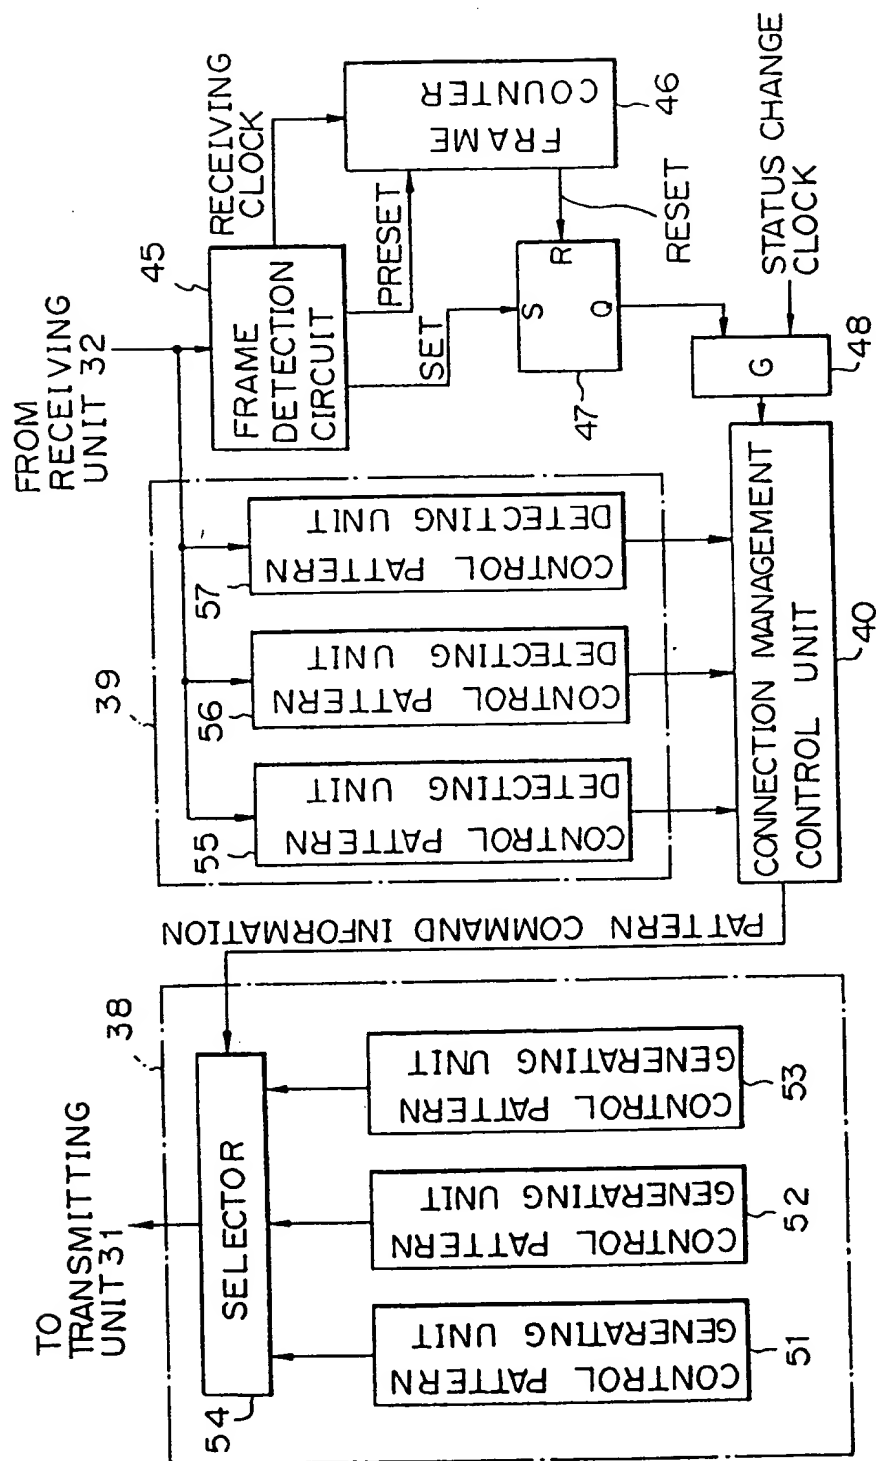 TO
TRANSMITTING
UNIT 31
38
54
SELECTOR
CONTROL PATTERN
GENERATING UNIT
51
CONTROL PATTERN
GENERATING UNIT
52
CONTROL PATTERN
GENERATING UNIT
53
PATTERN COMMAND INFORMATION
39
55
CONTROL PATTERN
DETECTING UNIT
56
CONTROL PATTERN
DETECTING UNIT
57
CONTROL PATTERN
DETECTING UNIT
CONNECTION MANAGEMENT
CONTROL UNIT
40
FROM
RECEIVING
UNIT 32
45
FRAME
DETECTION
CIRCUIT
RECEIVING
CLOCK
PRESET
SET
FRAME
COUNTER
46
RESET
S
R
Q
47
G
48
STATUS CHANGE
CLOCK